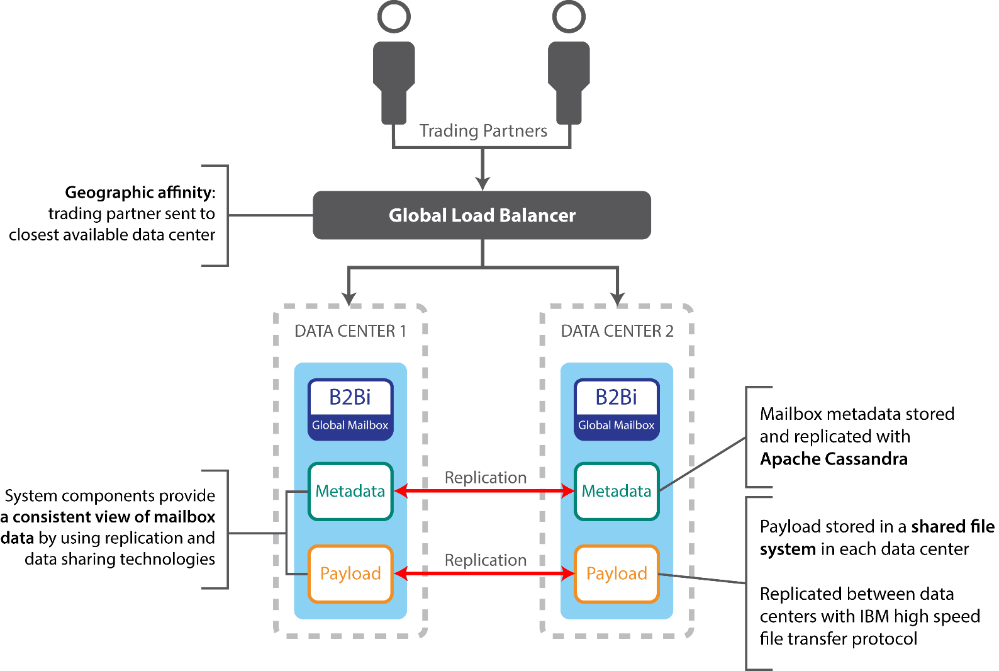 Trading Partners
Geographic affinity:
trading partner sent to
closest available data center
Global Load Balancer
DATA CENTER 1
DATA CENTER 2
B2Bi
Global Mailbox
B2Bi
Global Mailbox
Mailbox metadata stored
and replicated with
Apache Cassandra
Metadata
Replication
Metadata
System components provide
a consistent view of mailbox
data by using replication and
data sharing technologies
Payload
Replication
Payload
Payload stored in a shared file
system in each data center
Replicated between data
centers with IBM high speed
file transfer protocol